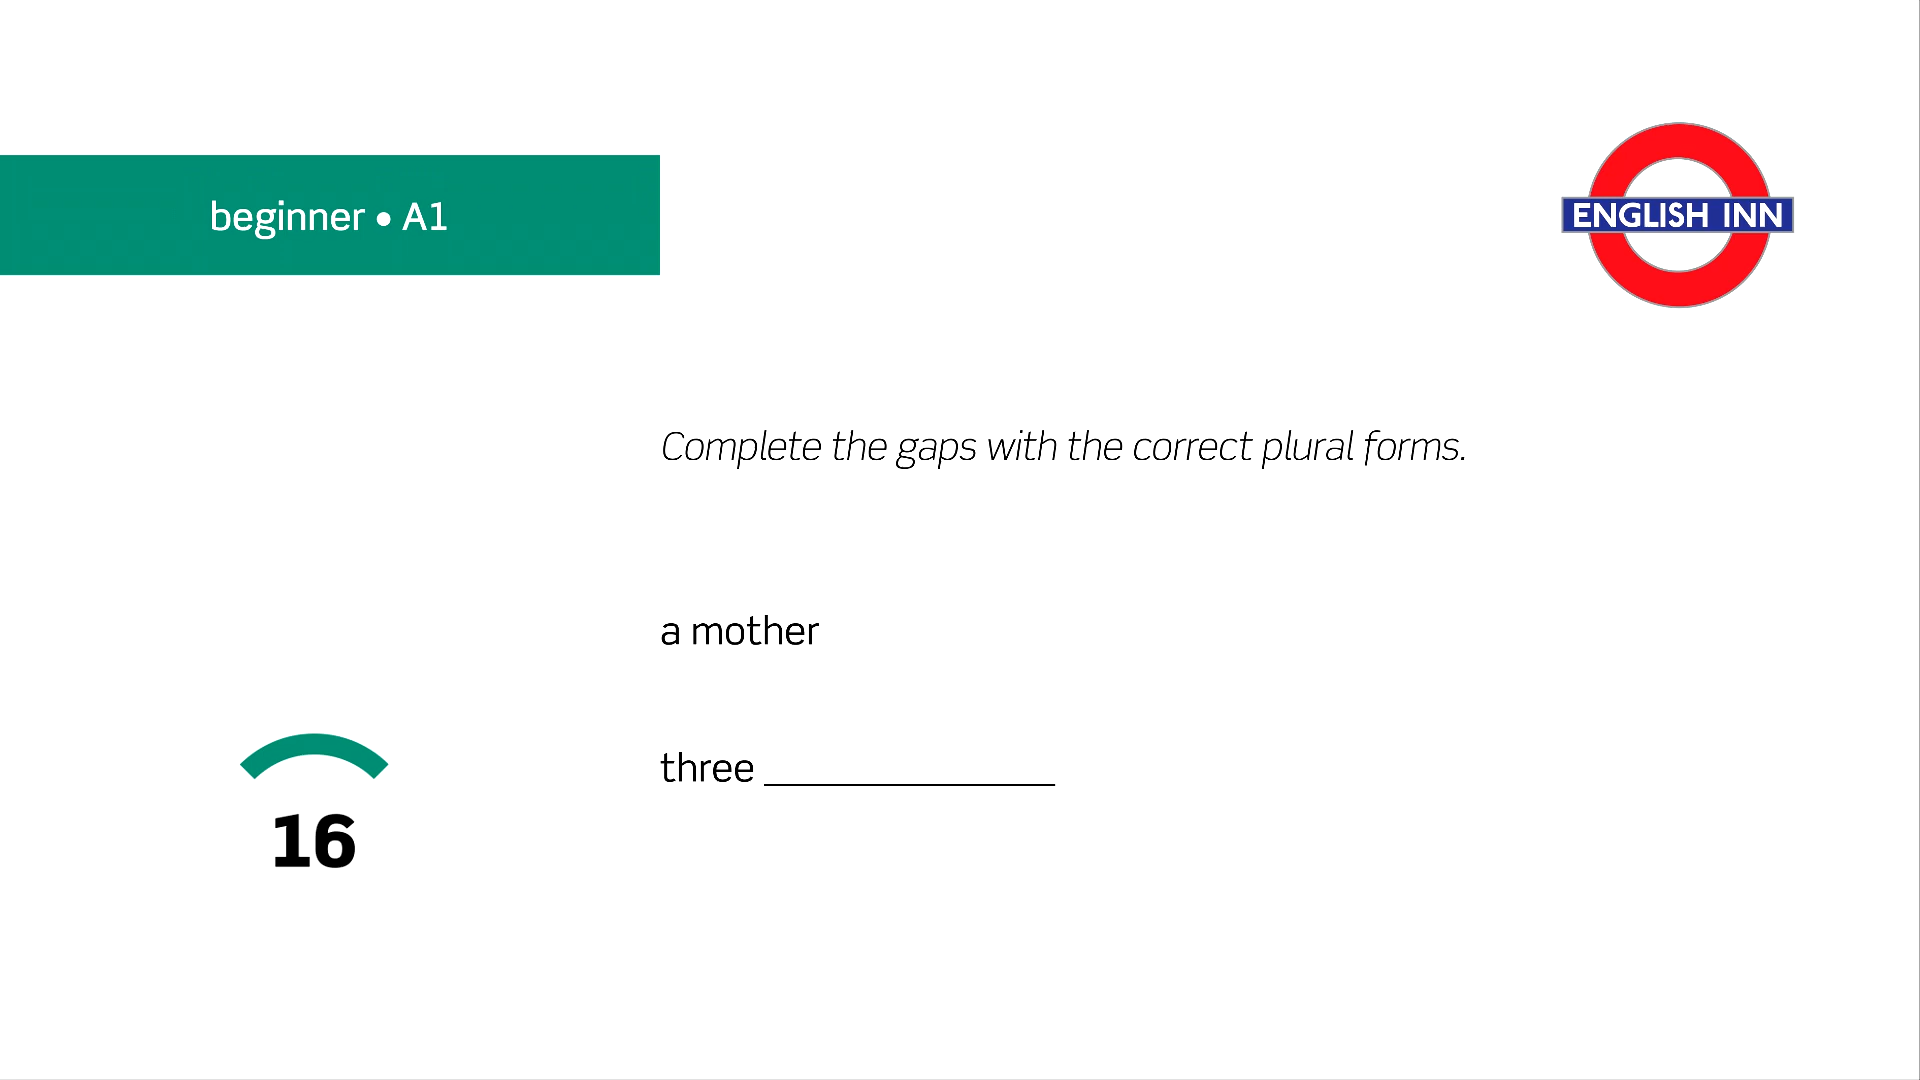 beginner • A1
ENGLISH INN
Complete the gaps with the correct plural forms.
a mother
three ______________
16